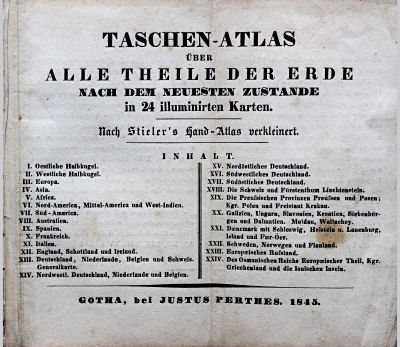 TASCHEN-ATLAS
ÜBER
ALLE THEILE DER ERDE
NACH DEM NEUESTEN ZUSTANDE
in 24 illuminirten Karten.
Nach Stieler's Hand-Atlas verkleinert.
INHALT.
I. Oestliche Halbkugel.
II. Westliche Halbkugel.
III. Europa.
IV. Asia.
V. Africa.
VI. Nord-America, Mittel-America und West-Indien.
VII. Süd-America.
VIII. Australien.
IX. Spanien.
X. Frankreich.
XI. Italien.
XII. England, Schottland und Ireland.
XIII. Deutschland, Niederlande, Belgien und Schweiz.
Generalkarte.
XIV. Nordwestl. Deutschland, Niederlande und Belgien.
XV. Nordöstliches Deutschland.
XVI. Südwestliches Deutschland.
XVII. Südöstliches Deutschland.
XVIII. Die Schweiz und Fürstenthum Liechtenstein.
XIX. Die Preußischen Provinzen Preußen und Posen;
Kgr. Polen und Freistaat Krakau.
XX. Galizien, Ungarn, Slavonien, Kroatien, Siebenbür-
gen und Dalmatien. Moldau, Wallachey.
XXI. Dænemark mit Schleswig, Holstein u. Lauenburg,
Island und Far-Oer.
XXII. Schweden, Norwegen und Finnland.
XXIII. Europæisches Rußland.
XXIV. Des Osmanischen Reichs Europæischer Theil, Kgr.
Griechenland und die Ionischen Inseln.
GOTHA, bei JUSTUS PERTHES. 1845.